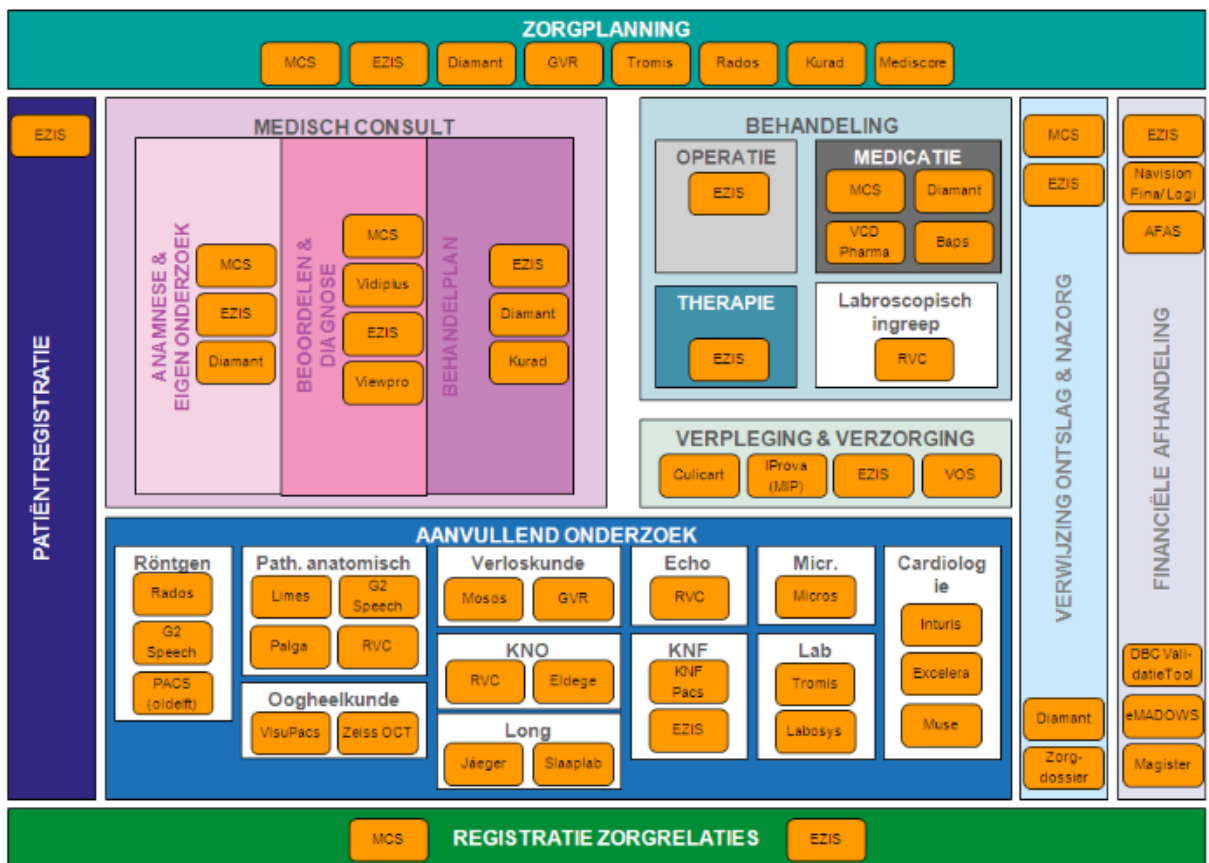 ZORGPLANNING
MCS
EZIS
Diamant
GVR
Tromis
Rados
Kurad
Mediscore
EZIS
PATIËNTREGISTRATIE
MEDISCH CONSULT
ANAMNESE &
EIGEN ONDERZOEK
MCS
EZIS
Diamant
BEOORDELEN &
DIAGNOSE
MCS
Vidiplus
EZIS
Viewpro
BEHANDELPLAN
EZIS
Diamant
Kurad
BEHANDELING
OPERATIE
EZIS
MEDICATIE
MCS
Diamant
VCD
Pharma
Baps
THERAPIE
EZIS
Labroscopisch
ingreep
RVC
VERPLEGING & VERZORGING
Culicart
IProva
(MIP)
EZIS
VOS
AANVULLEND ONDERZOEK
Röntgen
Rados
G2
Speech
PACS
(oldelft)
Path. anatomisch
Limes
G2
Speech
Palga
RVC
Oogheelkunde
VisuPacs
Zeiss OCT
Verloskunde
Mosos
GVR
KNO
RVC
Eldege
Long
Jáeger
Slaaplab
Echo
RVC
KNF
KNF
Pacs
EZIS
Micr.
Micros
Lab
Tromis
Labosys
Cardiolog
ie
Inturis
Excelera
Muse
MCS
EZIS
VERWIJZING ONTSLAG & NAZORG
Diamant
Zorg-
dossier
EZIS
Navision
Fina/Logi
AFAS
FINANCIËLE AFHANDELING
DBC Vali-
datieTool
eMADOWS
Magister
MCS
REGISTRATIE ZORGRELATIES
EZIS